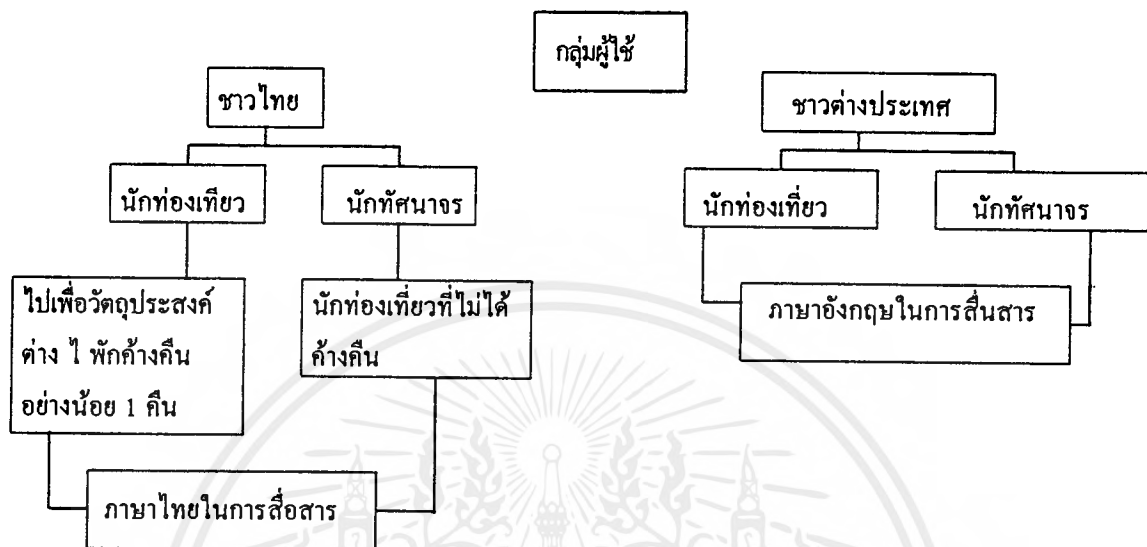 กลุ่มผู้ใช้
ชาวไทย
ชาวต่างประเทศ
นักท่องเทียว
นักทัศนาจร
นักท่องเที่ยว
นักทัศนาจร
ไปเพื่อวัตถุประสงค์
ต่าง ไ พักค้างคืน
อย่างน้อย 1 คืน
นักท่องเที่ยวที่ไม่ได้
ค้างคืน
ภาษาอังกฤษในการสื่นสาร
ภาษาไทยในการสื่อสาร